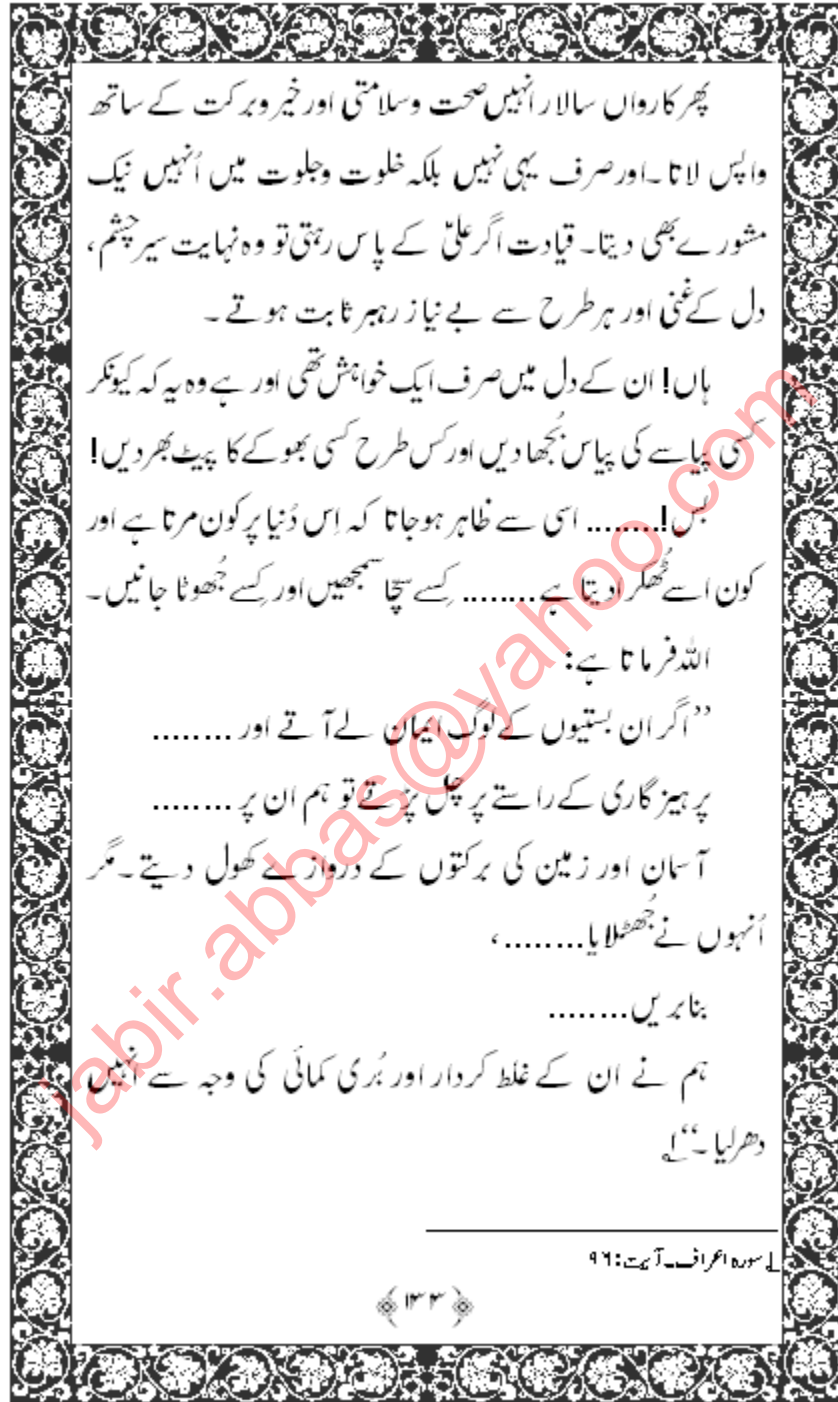 پھر کارواں سالار انہیں صحت وسلامتی اور خیر وبرکت کے ساتھ
واپس لاتا۔اور صرف یہی نہیں بلکہ خلوت وجلوت میں اُنہیں نیک
مشورے بھی دیتا۔ قیادت اگر علیؑ کے پاس رہتی تو وہ نہایت سیر چشم،
دل کے غنی اور ہر طرح سے بے نیاز رہبر ثابت ہوتے ۔
ہاں! ان کے دل میں صرف ایک خواہش تھی اور ہے وہ یہ کہ کیونکر
کسی پیاسے کی پیاس بُجھا دیں اور کس طرح کسی بھوکے کا پیٹ بھر دیں!
بس!........ اسی سے ظاہر ہوجاتا کہ اِس دُنیا پر کون مرتا ہے اور
کون اسے ٹُھکرا دیتا ہے........ کِسے سچّا سمجھیں اور کِسے جُھوٹا جانیں۔
اللہ فرماتا ہے:
”اگر ان بستیوں کے لوگ ایمان لے آتے اور ........
پرہیز گاری کے راستے پر چل پڑتے تو ہم ان پر ........
آسمان اور زمین کی برکتوں کے دروازے کھول دیتے۔مگر
اُنہوں نے جُھٹلایا........،
بنابریں........
ہم نے ان کے غلط کردار اور بُری کمائی کی وجہ سے اُنہیں
دھر لیا۔“ ۱؎
۱؎ سورہ اعراف۔آیت:۹۶
﴿۱۳۳﴾
jabir.abbas@yahoo.com